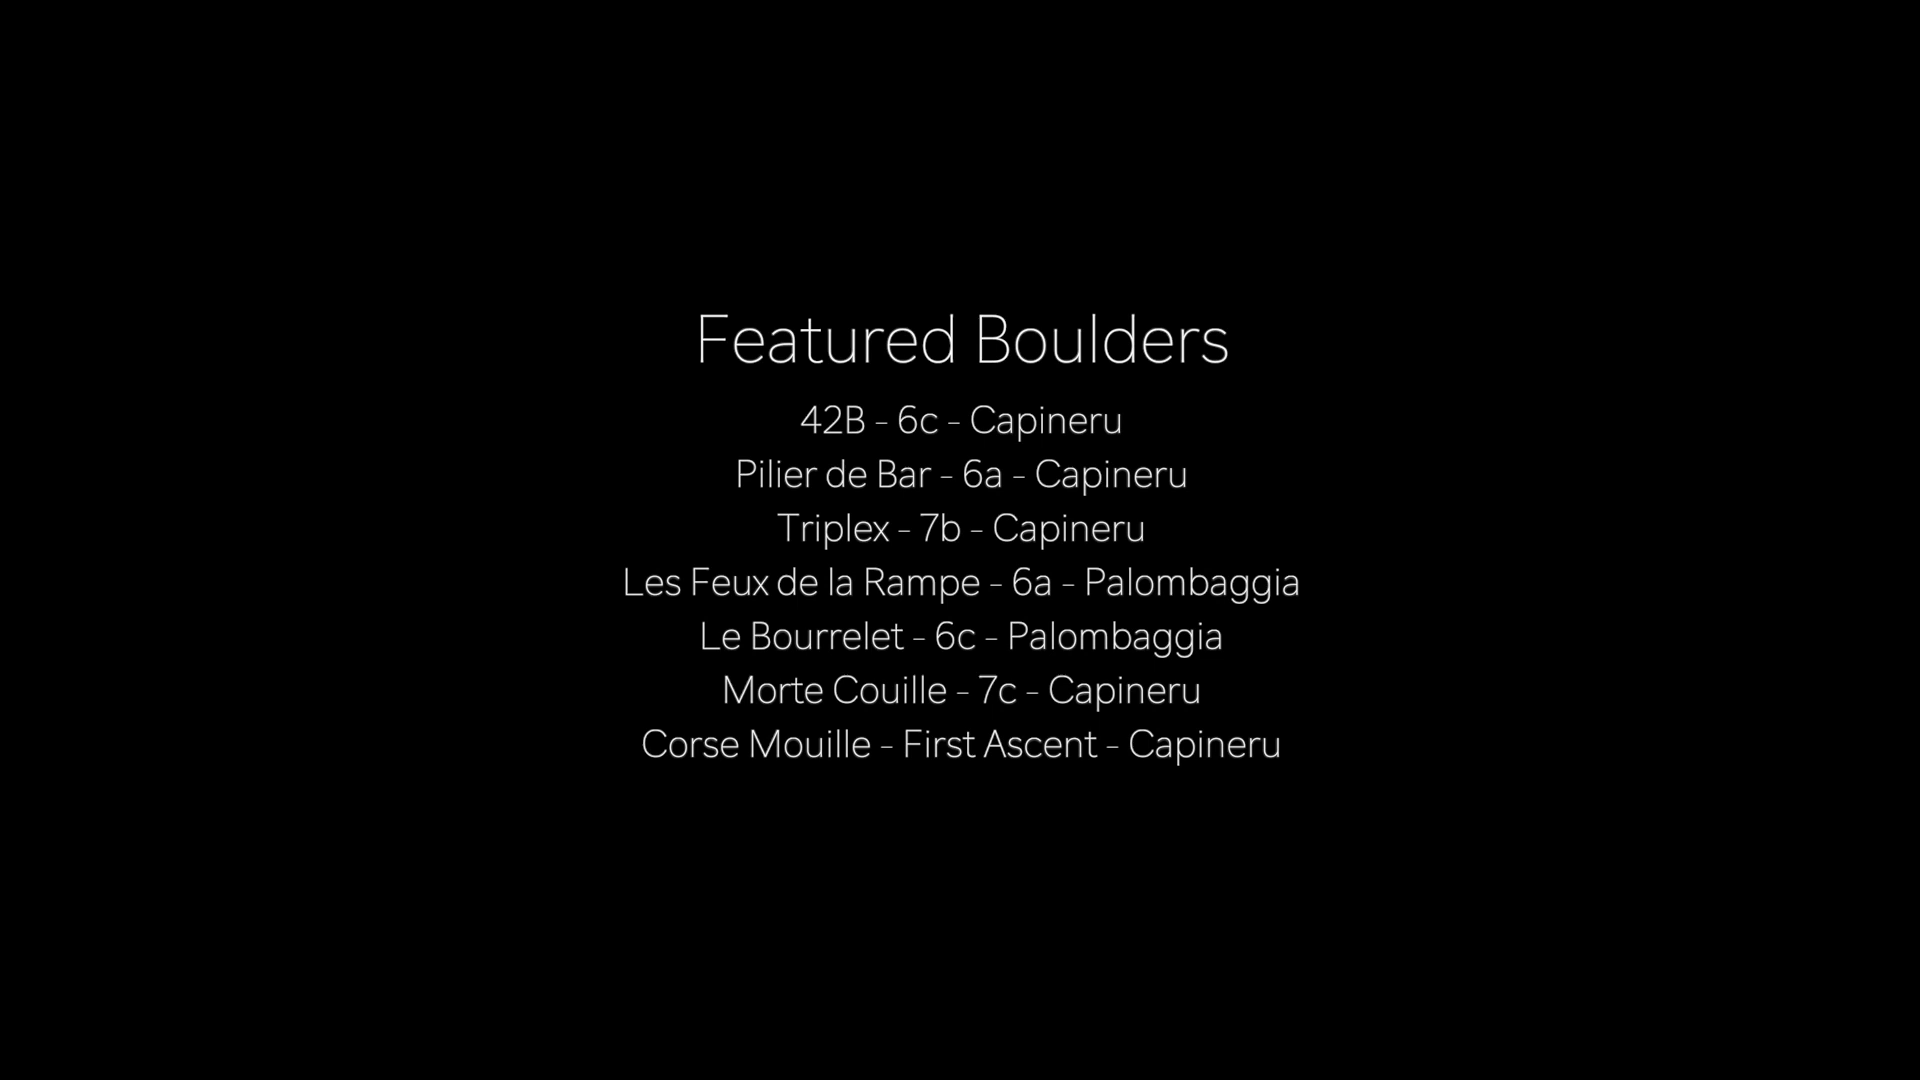 Featured Boulders
42B - 6c - Capineru
Pilier de Bar - 6a - Capineru
Triplex - 7b - Capineru
Les Feux de la Rampe - 6a - Palombaggia
Le Bourrelet - 6c - Palombaggia
Morte Couille - 7c - Capineru
Corse Mouille - First Ascent - Capineru